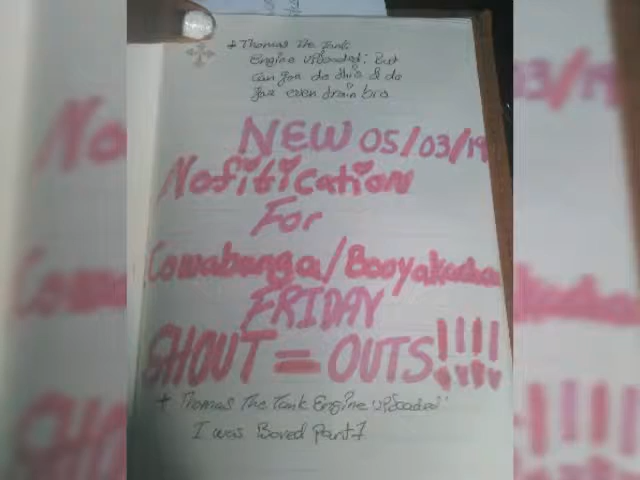 + Thomas The Tank
Engine uploaded: But
Can you do this & do
you even drain bro
NEW 05/03/19
Notification
For
Cowabunga/Booyakasha
FRIDAY
SHOUT=OUTS!!!!
+ Thomas The Tank Engine uploaded:
I was Bored Part 7